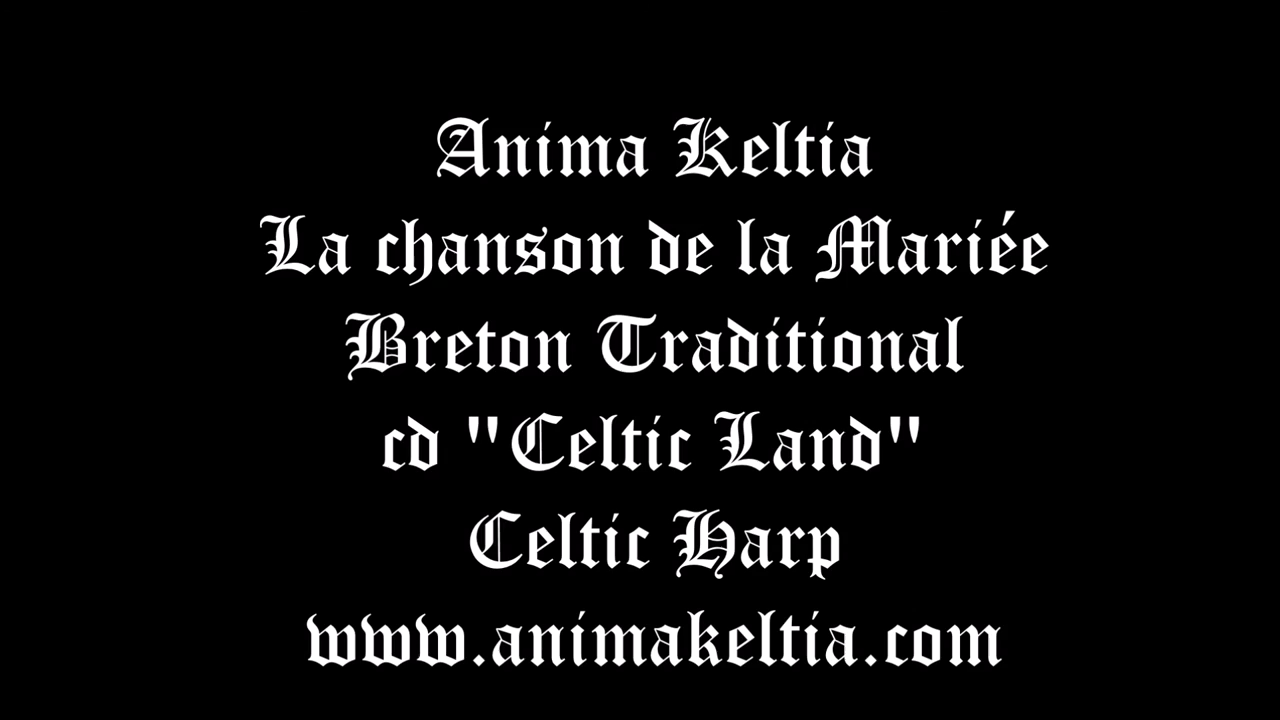 Anima Keltia
La chanson de la Mariée
Breton Traditional
cd "Celtic Land"
Celtic Harp
www.animakeltia.com